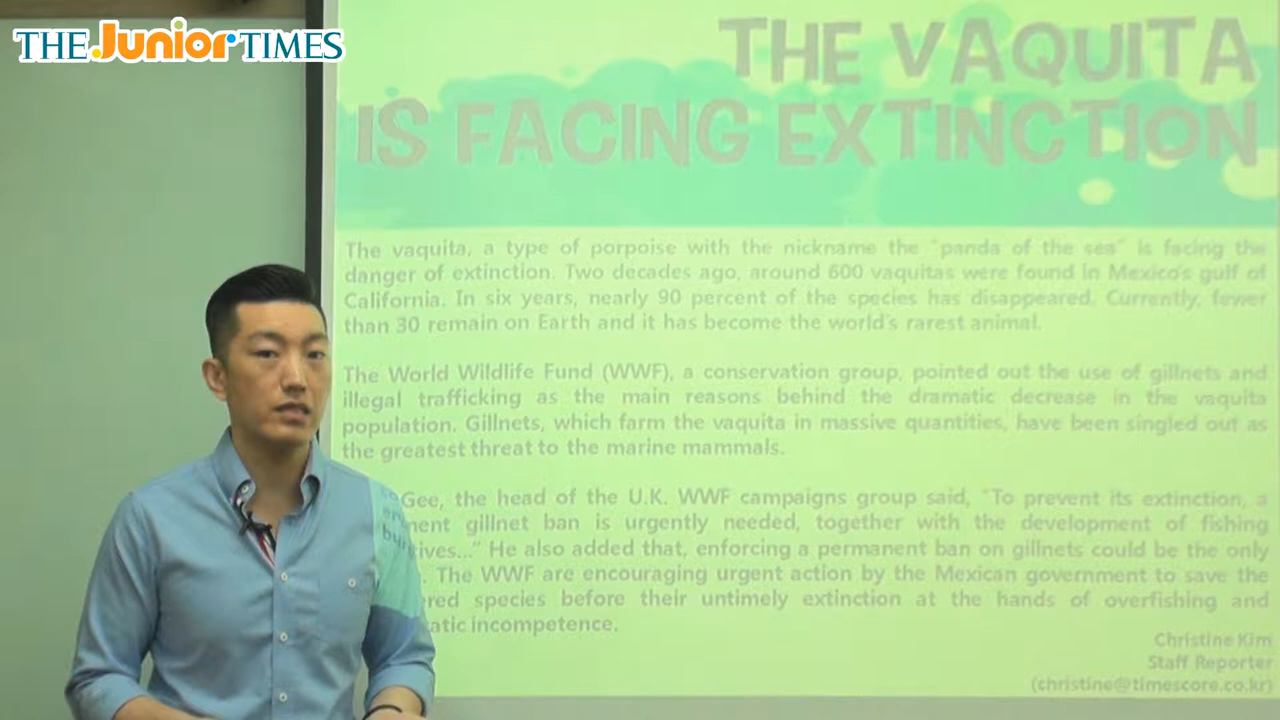 THE Junior TIMES
THE VAQUITA
IS FACING EXTINCTION
The vaquita, a type of porpoise with the nickname the "panda of the sea" is facing the
danger of extinction. Two decades ago, around 600 vaquitas were found in Mexico's gulf of
California. In six years, nearly 90 percent of the species has disappeared. Currently, fewer
than 30 remain on Earth and it has become the world's rarest animal.
The World Wildlife Fund (WWF), a conservation group, pointed out the use of gillnets and
illegal trafficking as the main reasons behind the dramatic decrease in the vaquita
population. Gillnets, which farm the vaquita in massive quantities, have been singled out as
the greatest threat to the marine mammals.
Gee, the head of the U.K. WWF campaigns group said, "To prevent its extinction, a
nent gillnet ban is urgently needed, together with the development of fishing
tives..." He also added that, enforcing a permanent ban on gillnets could be the only
. The WWF are encouraging urgent action by the Mexican government to save the
ered species before their untimely extinction at the hands of overfishing and
atic incompetence.
Christine Kim
Staff Reporter
(christine@timescore.co.kr)